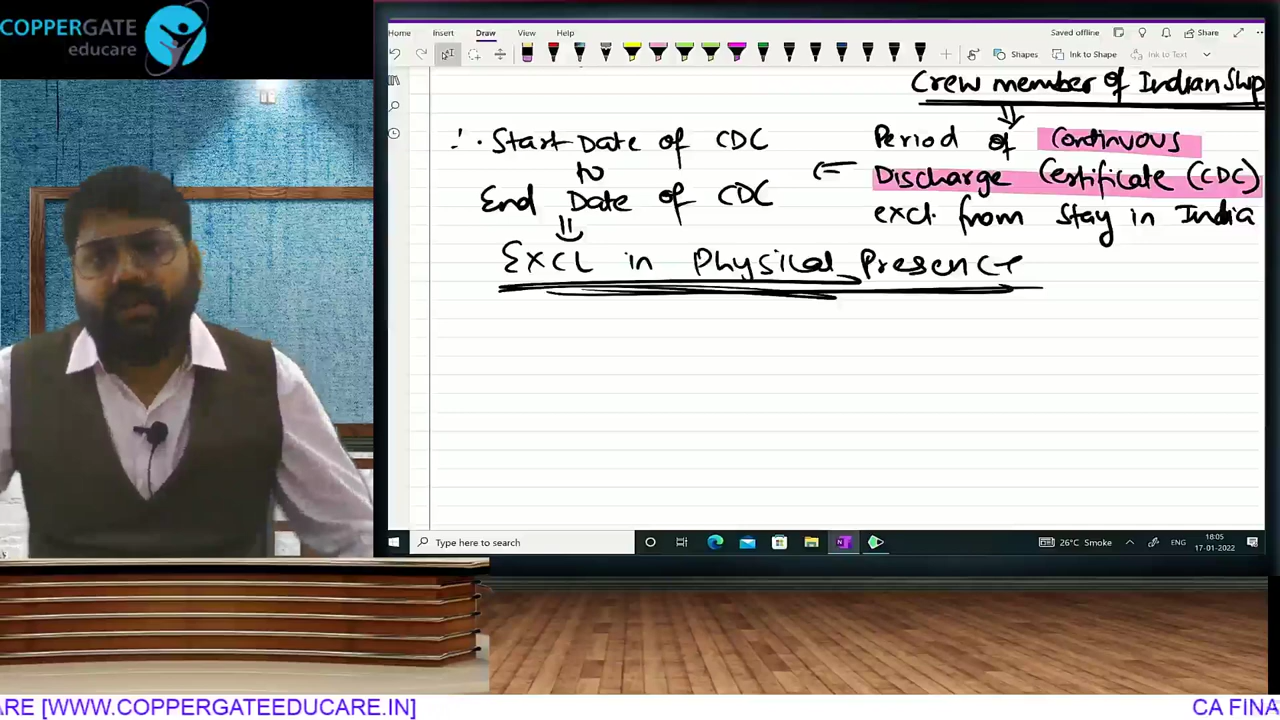 COPPERGATE
educare
Home Insert Draw View Help
Saved offline
Share
Shapes
Ink to Shape
Ink to Text
Crew member of Indian Ship
∴ Start Date of CDC
to
End Date of CDC
Period of Continuous
Discharge Certificate (CDC)
excl. from Stay in India
EXCL in Physical Presence
Type here to search
26°C Smoke
ENG
18:05
17-01-2022
ARE [WWW.COPPERGATEEDUCARE.IN]
CA FINA